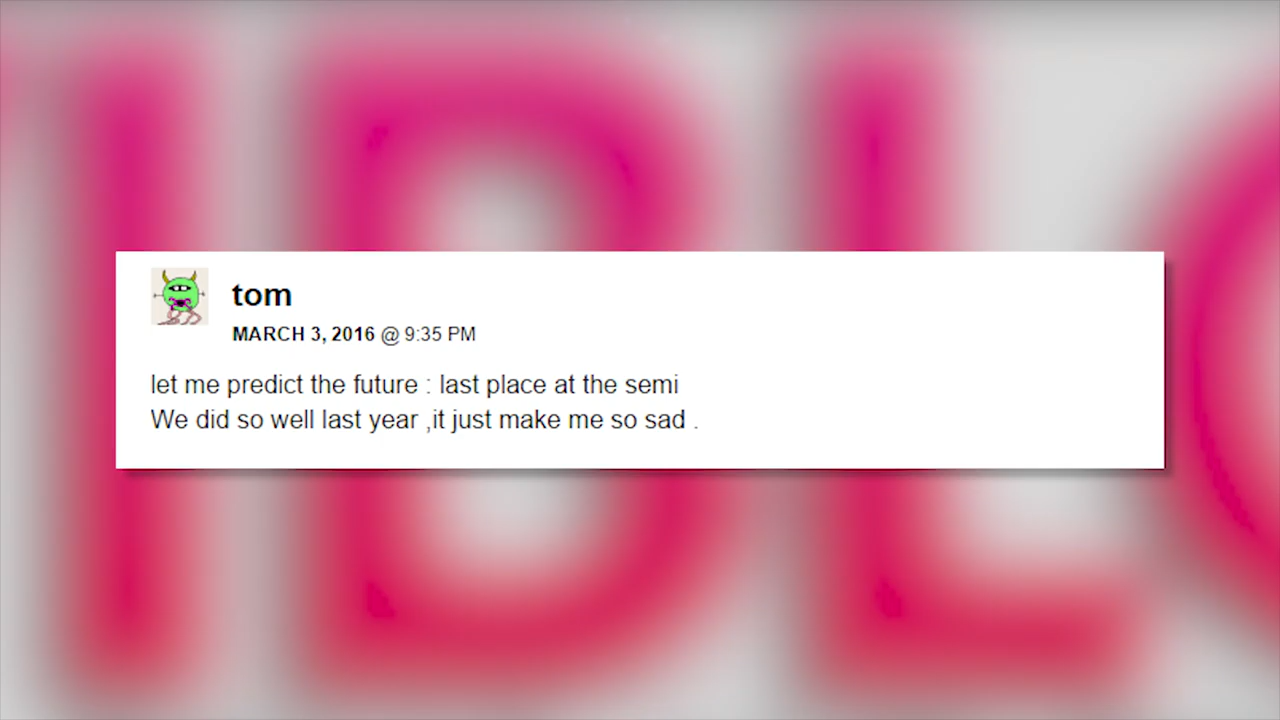 tom
MARCH 3, 2016 @ 9:35 PM
let me predict the future : last place at the semi
We did so well last year ,it just make me so sad .